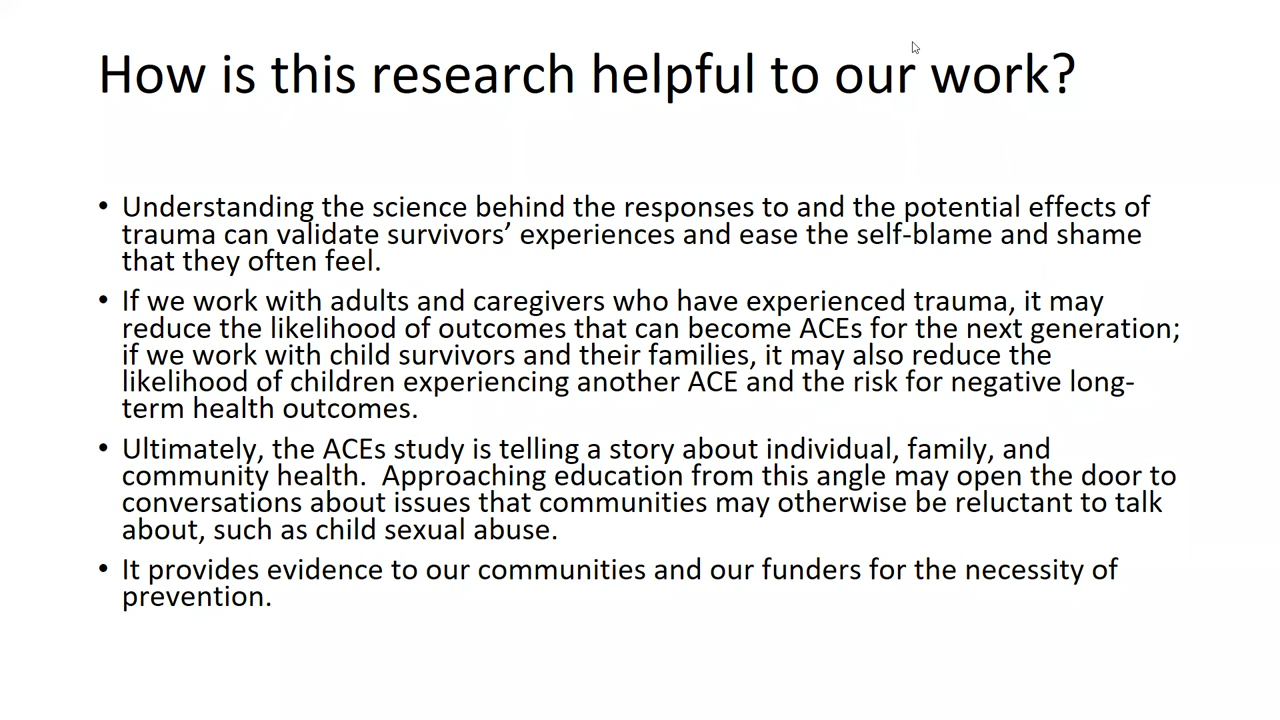 How is this research helpful to our work?
• Understanding the science behind the responses to and the potential effects of
trauma can validate survivors’ experiences and ease the self-blame and shame
that they often feel.
• If we work with adults and caregivers who have experienced trauma, it may
reduce the likelihood of outcomes that can become ACEs for the next generation;
if we work with child survivors and their families, it may also reduce the
likelihood of children experiencing another ACE and the risk for negative long-
term health outcomes.
• Ultimately, the ACEs study is telling a story about individual, family, and
community health.  Approaching education from this angle may open the door to
conversations about issues that communities may otherwise be reluctant to talk
about, such as child sexual abuse.
• It provides evidence to our communities and our funders for the necessity of
prevention.